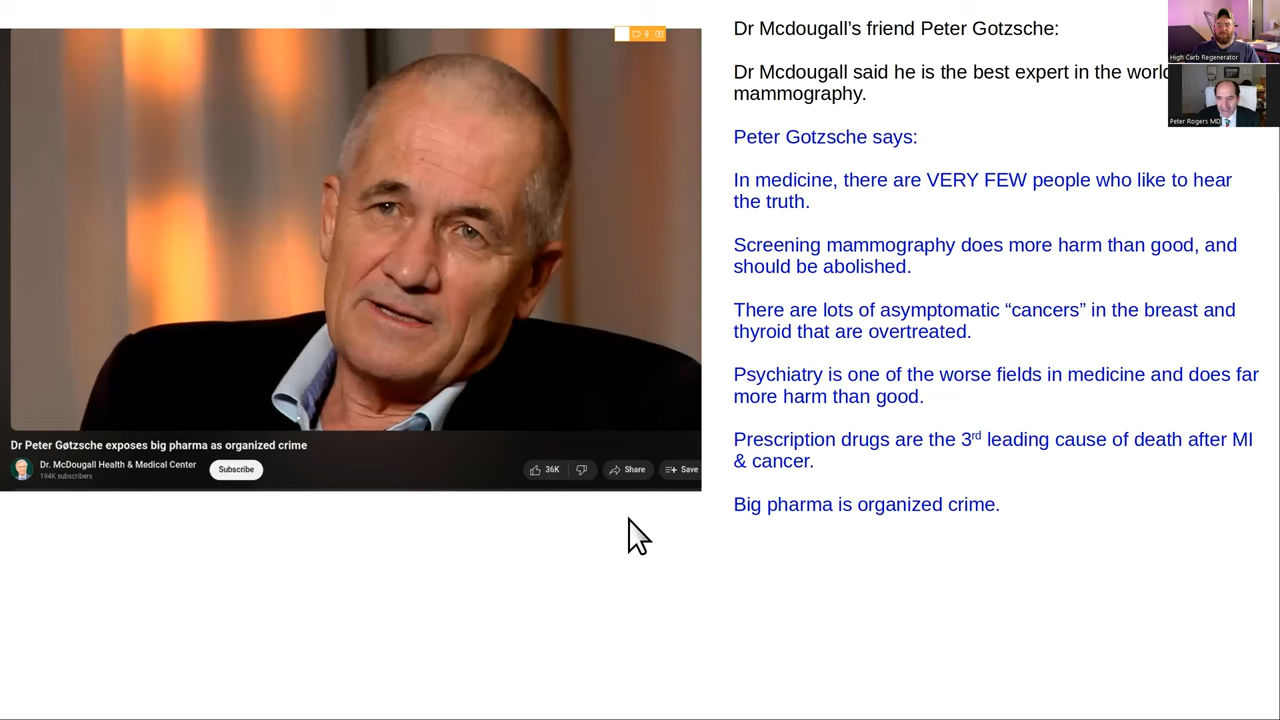 Dr Mcdougall’s friend Peter Gotzsche:
Dr Mcdougall said he is the best expert in the world
mammography.
Peter Gotzsche says:
In medicine, there are VERY FEW people who like to hear
the truth.
Screening mammography does more harm than good, and
should be abolished.
There are lots of asymptomatic “cancers” in the breast and
thyroid that are overtreated.
Psychiatry is one of the worse fields in medicine and does far
more harm than good.
Prescription drugs are the 3rd leading cause of death after MI
& cancer.
Big pharma is organized crime.
Dr Peter Gøtzsche exposes big pharma as organized crime
Dr. McDougall Health & Medical Center
194K subscribers
Subscribe
36K
Share
Save
High Carb Regenerator
Peter Rogers MD